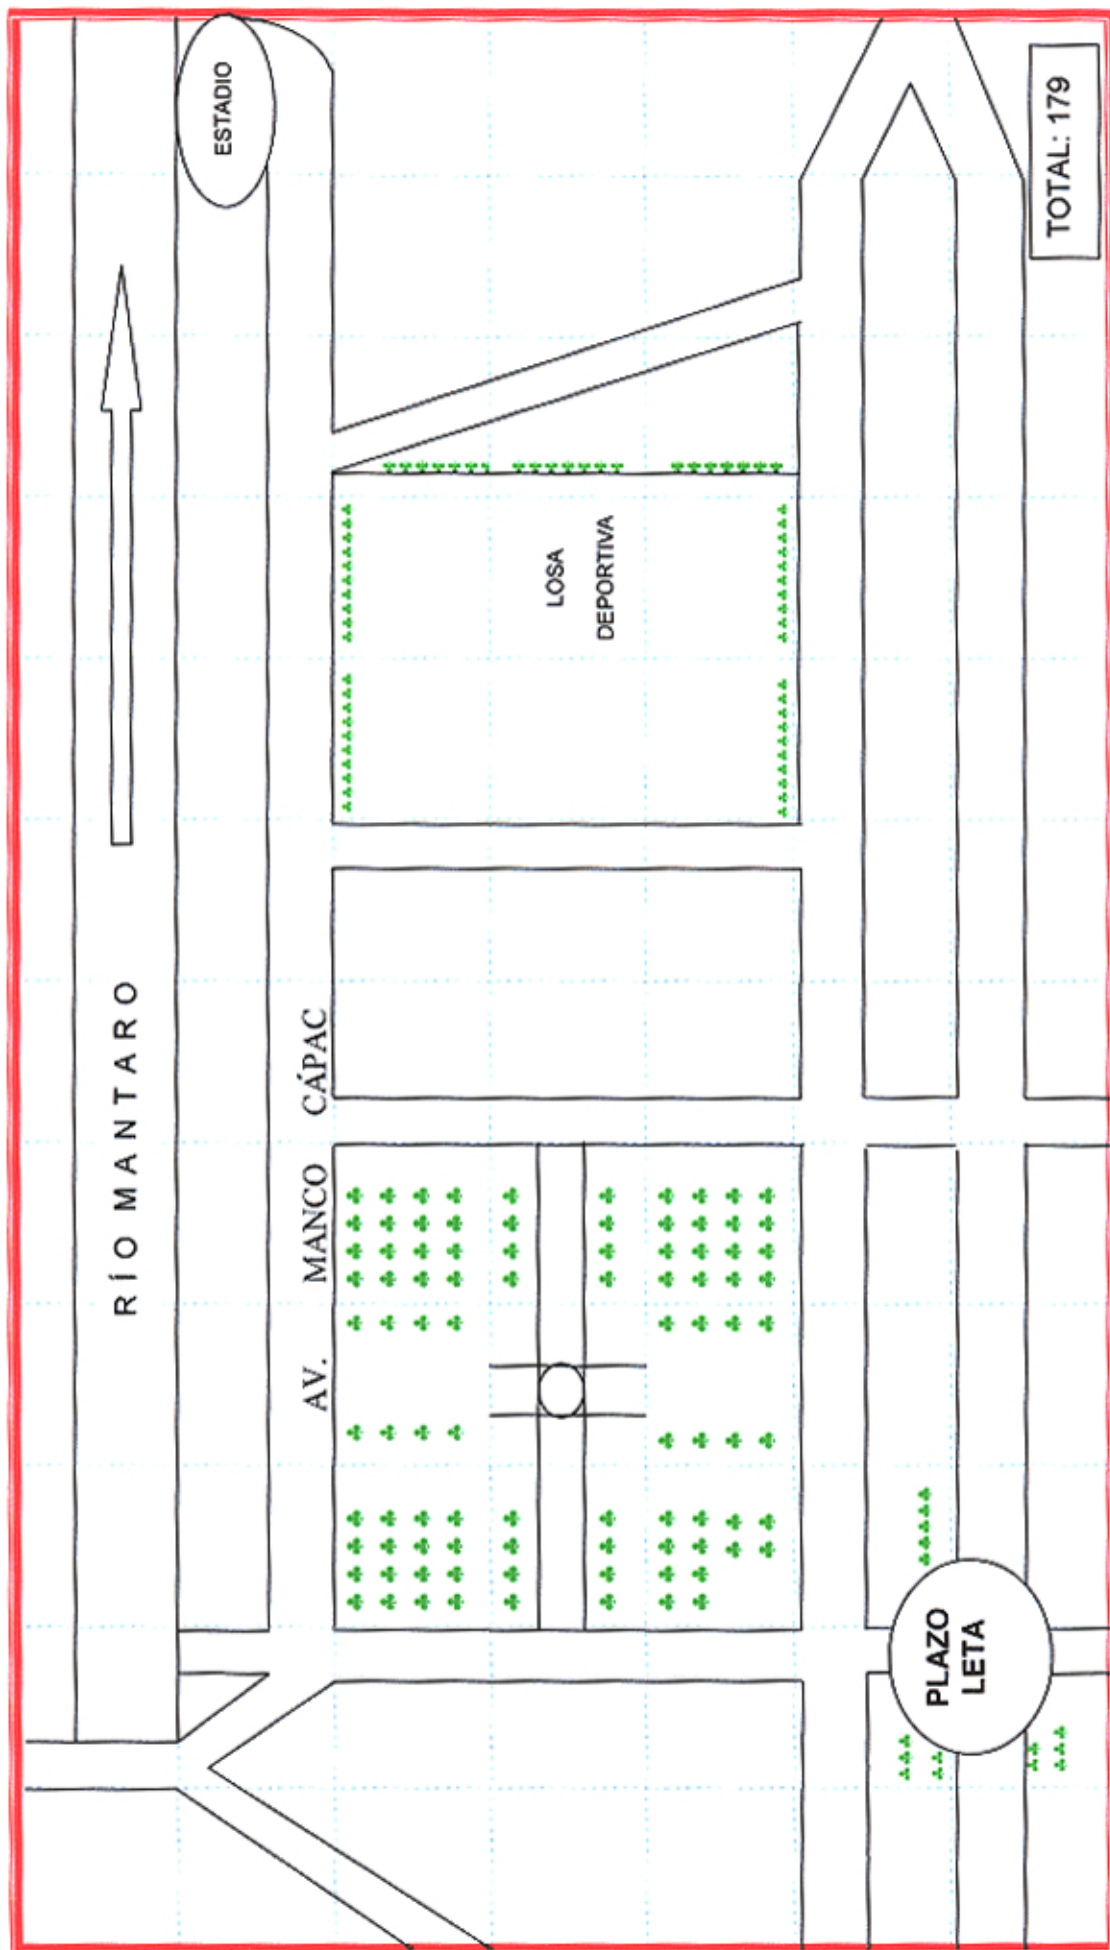 ESTADIO
TOTAL: 179
LOSA
DEPORTIVA
RÍO MANTARO
AV. MANCO CÁPAC
PLAZO
LETA